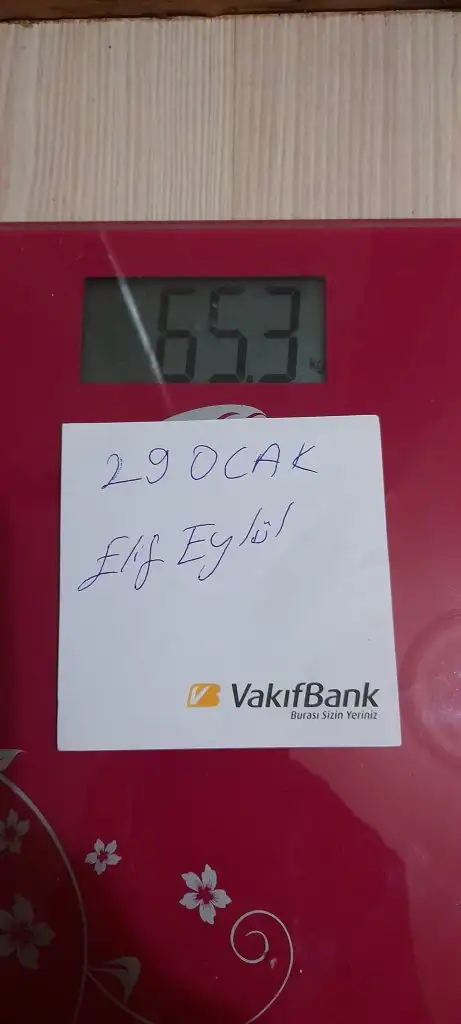 65.3 kg
29 OCAK
Elif Eylül
VakıfBank
Burası Sizin Yeriniz